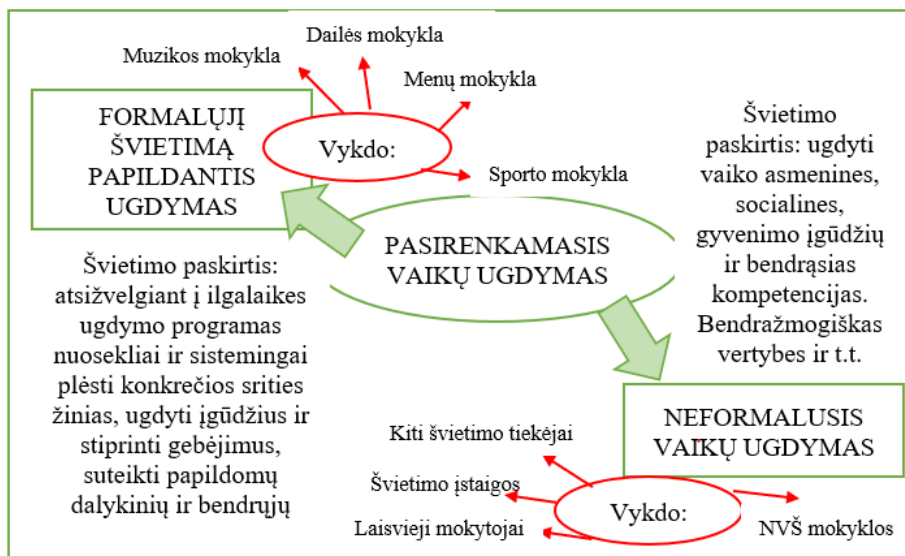 Dailės mokykla
Muzikos mokykla
Menų mokykla
FORMALŲJĮ
ŠVIETIMĄ
PAPILDANTIS
UGDYMAS
Vykdo:
Sporto mokykla
Švietimo
paskirtis: ugdyti
vaiko asmenines,
socialines,
gyvenimo įgūdžių
ir bendrąsias
kompetencijas.
Bendražmogiškas
vertybes ir t.t.
PASIRENKAMASIS
VAIKŲ UGDYMAS
Švietimo paskirtis:
atsižvelgiant į ilgalaikes
ugdymo programas
nuosekliai ir sistemingai
plėsti konkrečios srities
žinias, ugdyti įgūdžius ir
stiprinti gebėjimus,
suteikti papildomų
dalykinių ir bendrųjų
NEFORMALUSIS
VAIKŲ UGDYMAS
Kiti švietimo tiekėjai
Švietimo įstaigos
Laisvieji mokytojai
Vykdo:
NVŠ mokyklos